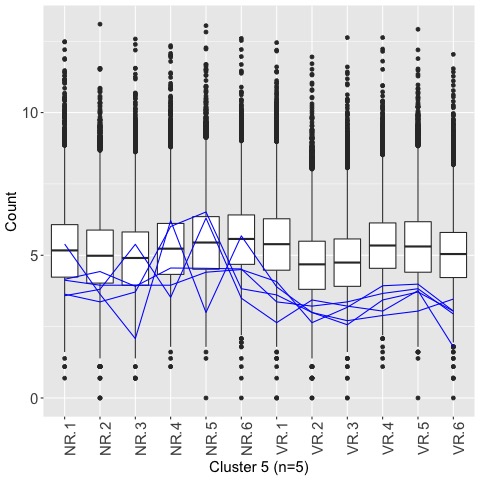 Count
10
5
0
NR.1
NR.2
NR.3
NR.4
NR.5
NR.6
VR.1
VR.2
VR.3
VR.4
VR.5
VR.6
Cluster 5 (n=5)